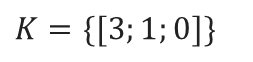 K = {[3; 1; 0]}